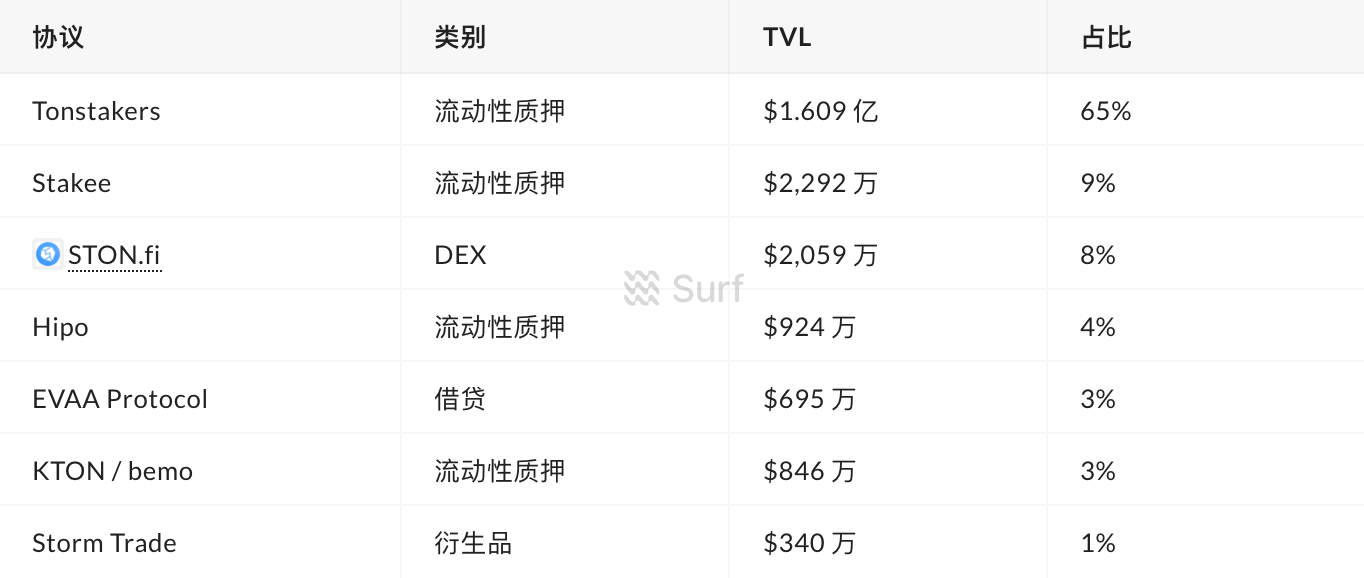 协议 类别 TVL 占比
Tonstakers 流动性质押 $1.609 亿 65%
Stakee 流动性质押 $2,292 万 9%
STON.fi DEX $2,059 万 8%
Surf
Hipo 流动性质押 $924 万 4%
EVAA Protocol 借贷 $695 万 3%
KTON / bemo 流动性质押 $846 万 3%
Storm Trade 衍生品 $340 万 1%